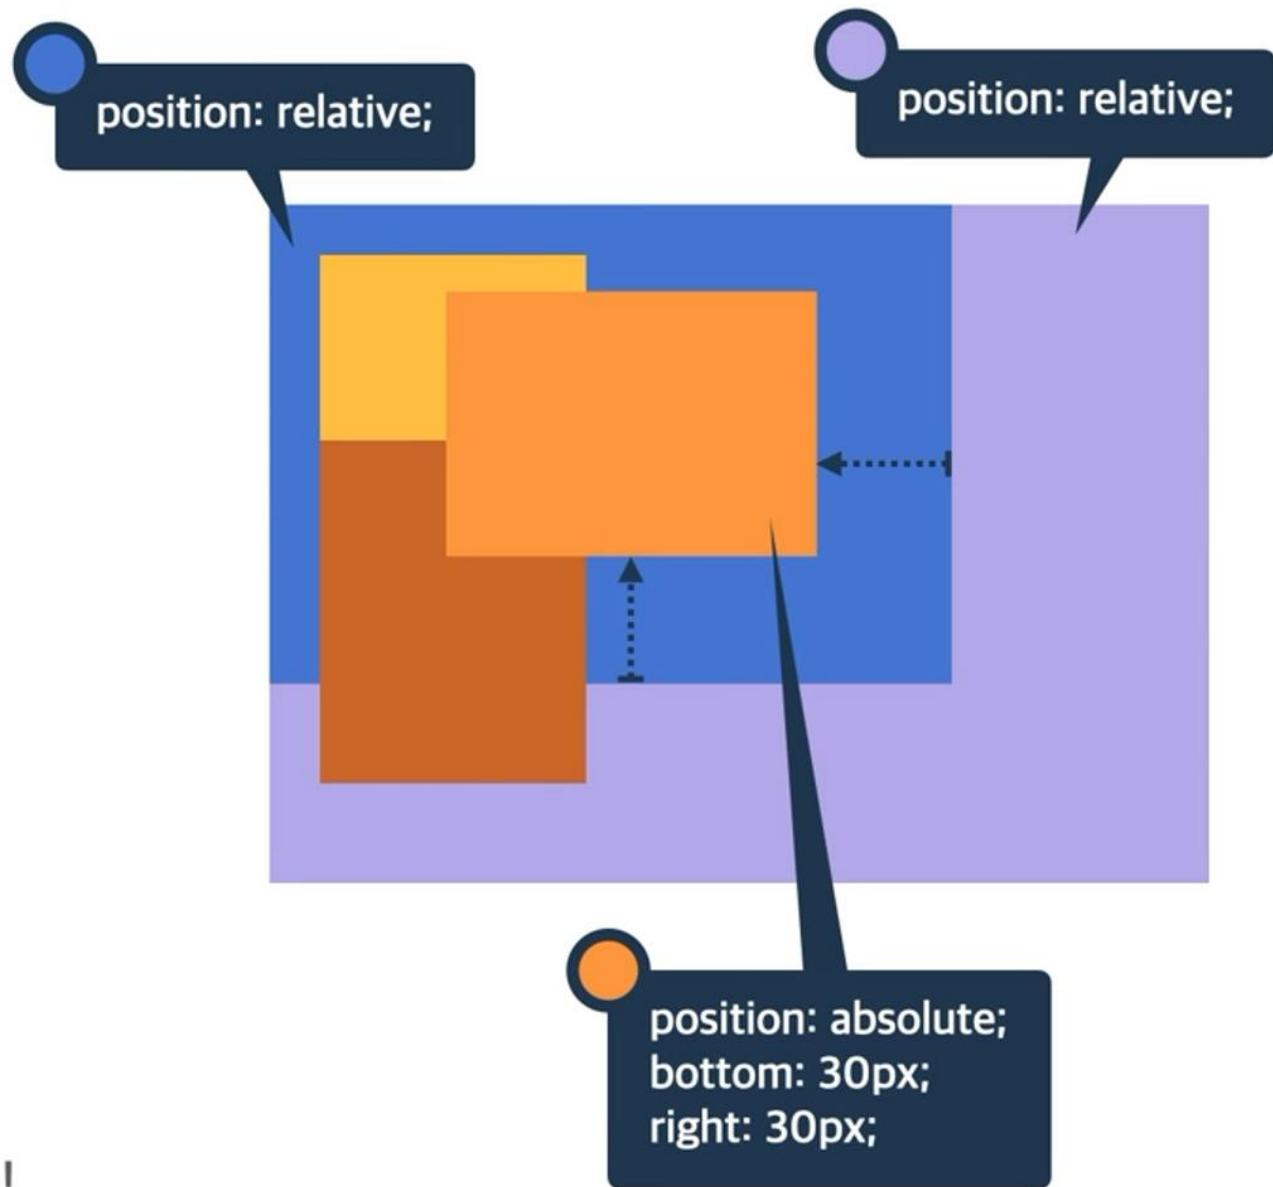 position: relative;
position: relative;
position: absolute;
bottom: 30px;
right: 30px;